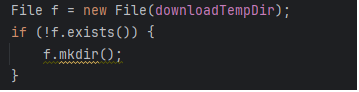 File f = new File(downloadTempDir);
if (!f.exists()) {
    f.mkdir();
}